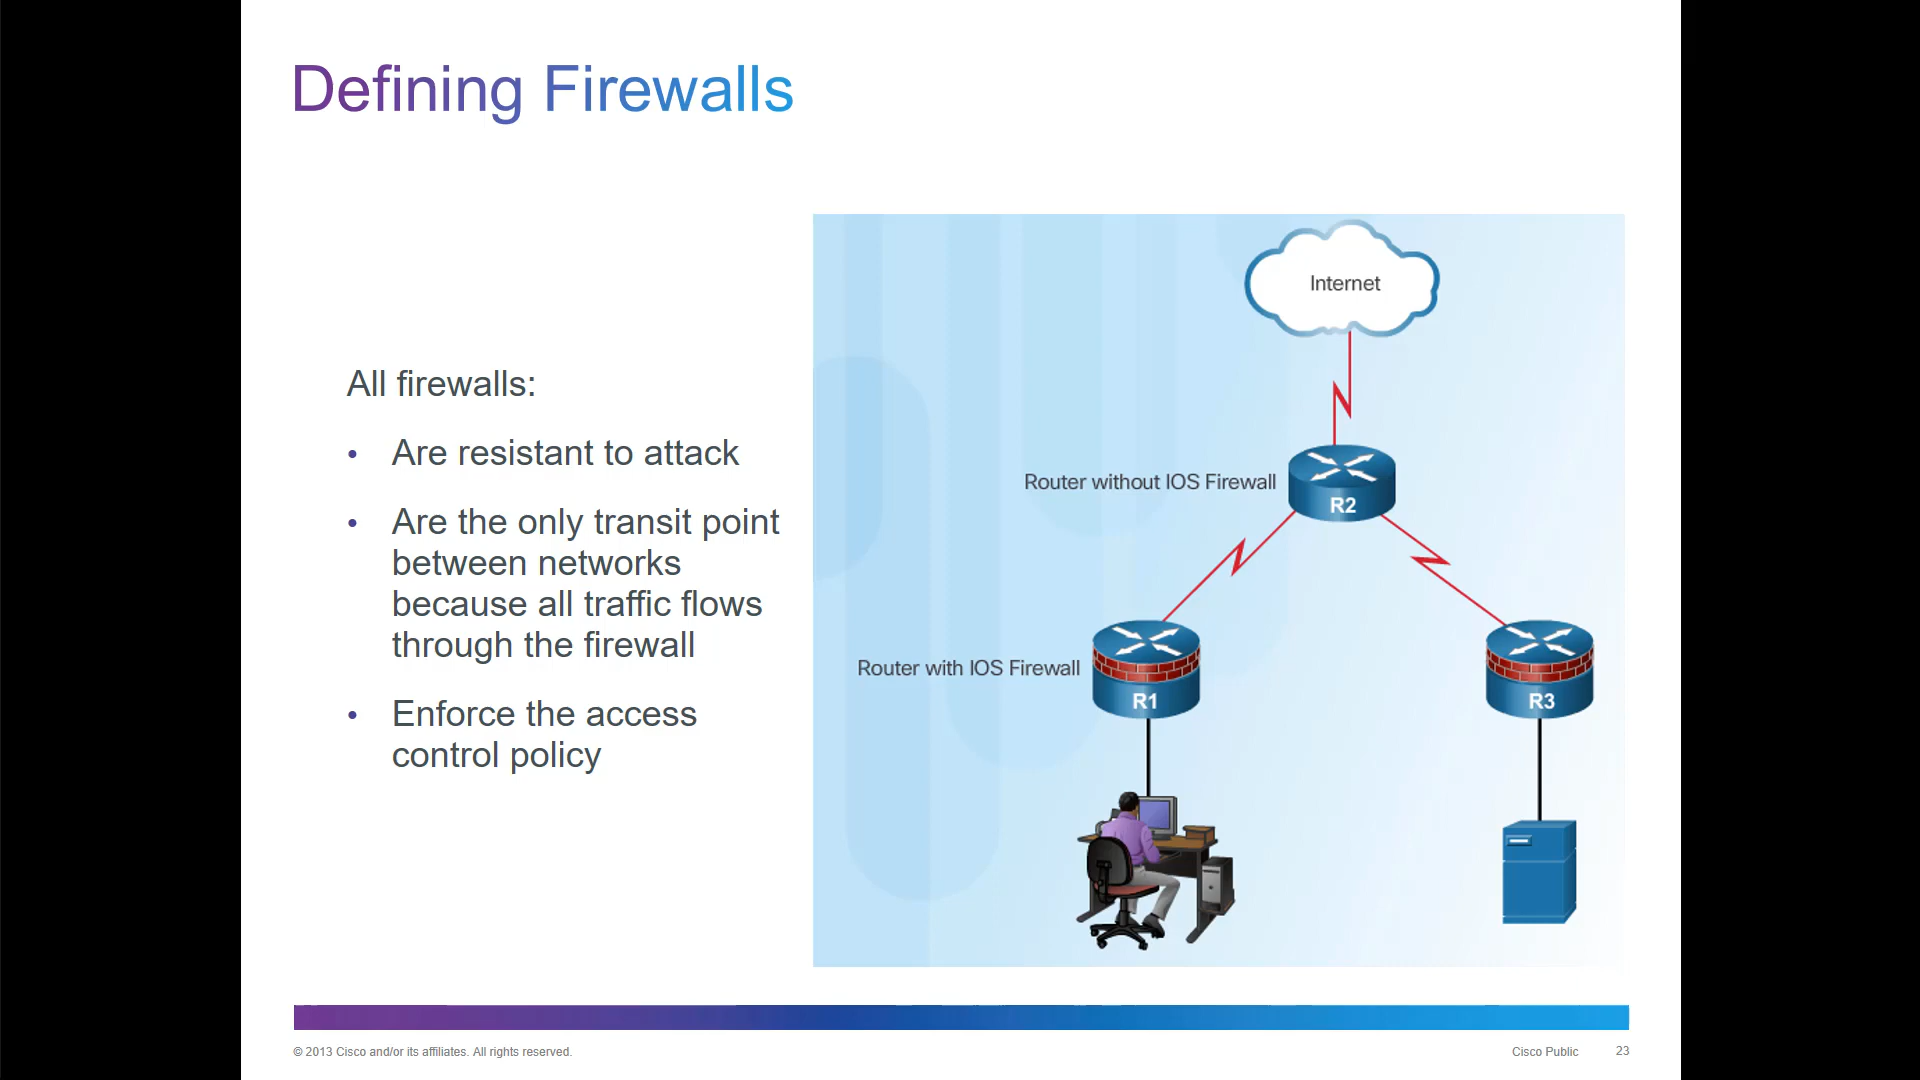 Defining Firewalls
All firewalls:
• Are resistant to attack
• Are the only transit point
between networks
because all traffic flows
through the firewall
• Enforce the access
control policy
Internet
Router without IOS Firewall
R2
Router with IOS Firewall
R1
R3
© 2013 Cisco and/or its affiliates. All rights reserved.
Cisco Public
23